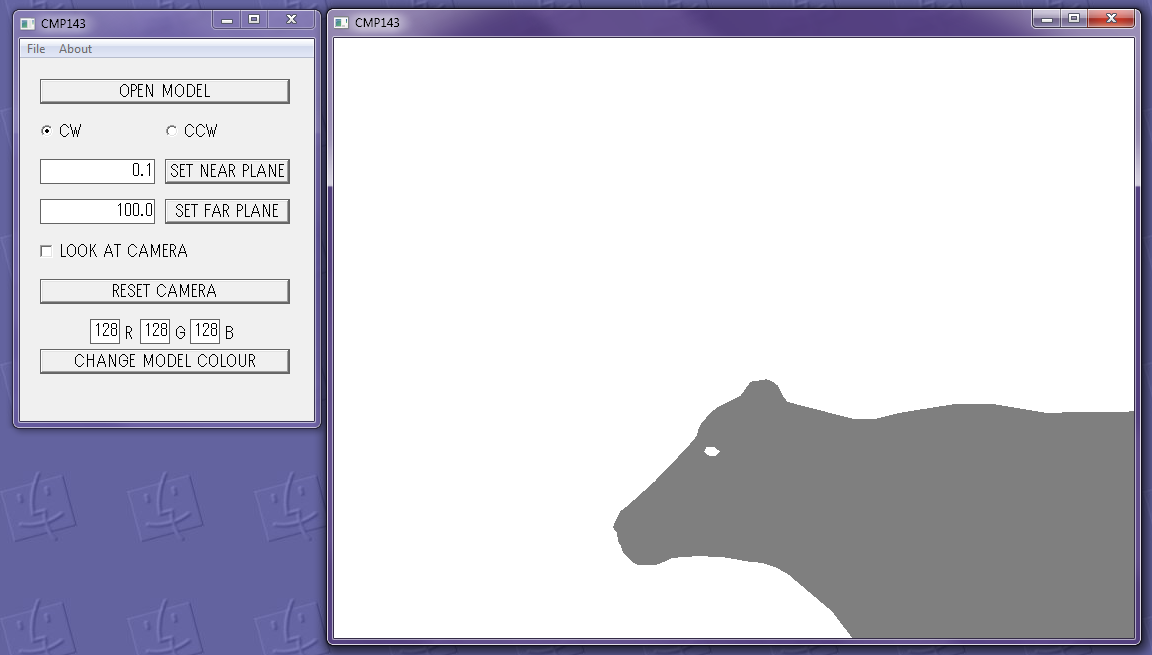 CMP143
File About
OPEN MODEL
CW CCW
0.1 SET NEAR PLANE
100.0 SET FAR PLANE
LOOK AT CAMERA
RESET CAMERA
128 R 128 G 128 B
CHANGE MODEL COLOUR
CMP143